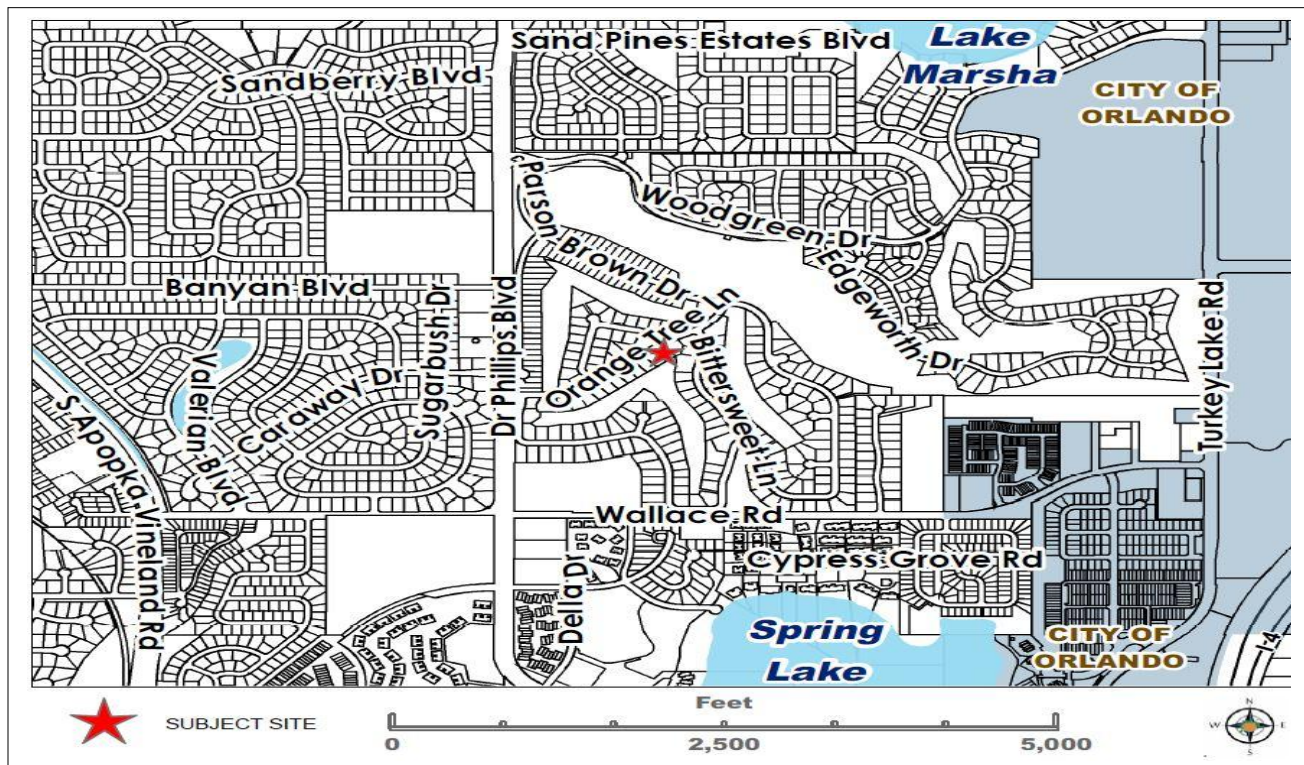 Sand Pines Estates Blvd
Lake
Marsha
Sandberry Blvd
CITY OF
ORLANDO
Parson Brown Dr
Woodgreen Dr
Edgeworth Dr
Banyan Blvd
Sugarbush Dr
Dr Phillips Blvd
Orange Tree Ln
Bittersweet Ln
Turkey Lake Rd
Valerian Blvd
Caraway Dr
S Apopka Vineland Rd
Wallace Rd
Cypress Grove Rd
Della Dr
Spring
Lake
CITY OF
ORLANDO
I-4
SUBJECT SITE
Feet
0
2,500
5,000
N
W
E
S